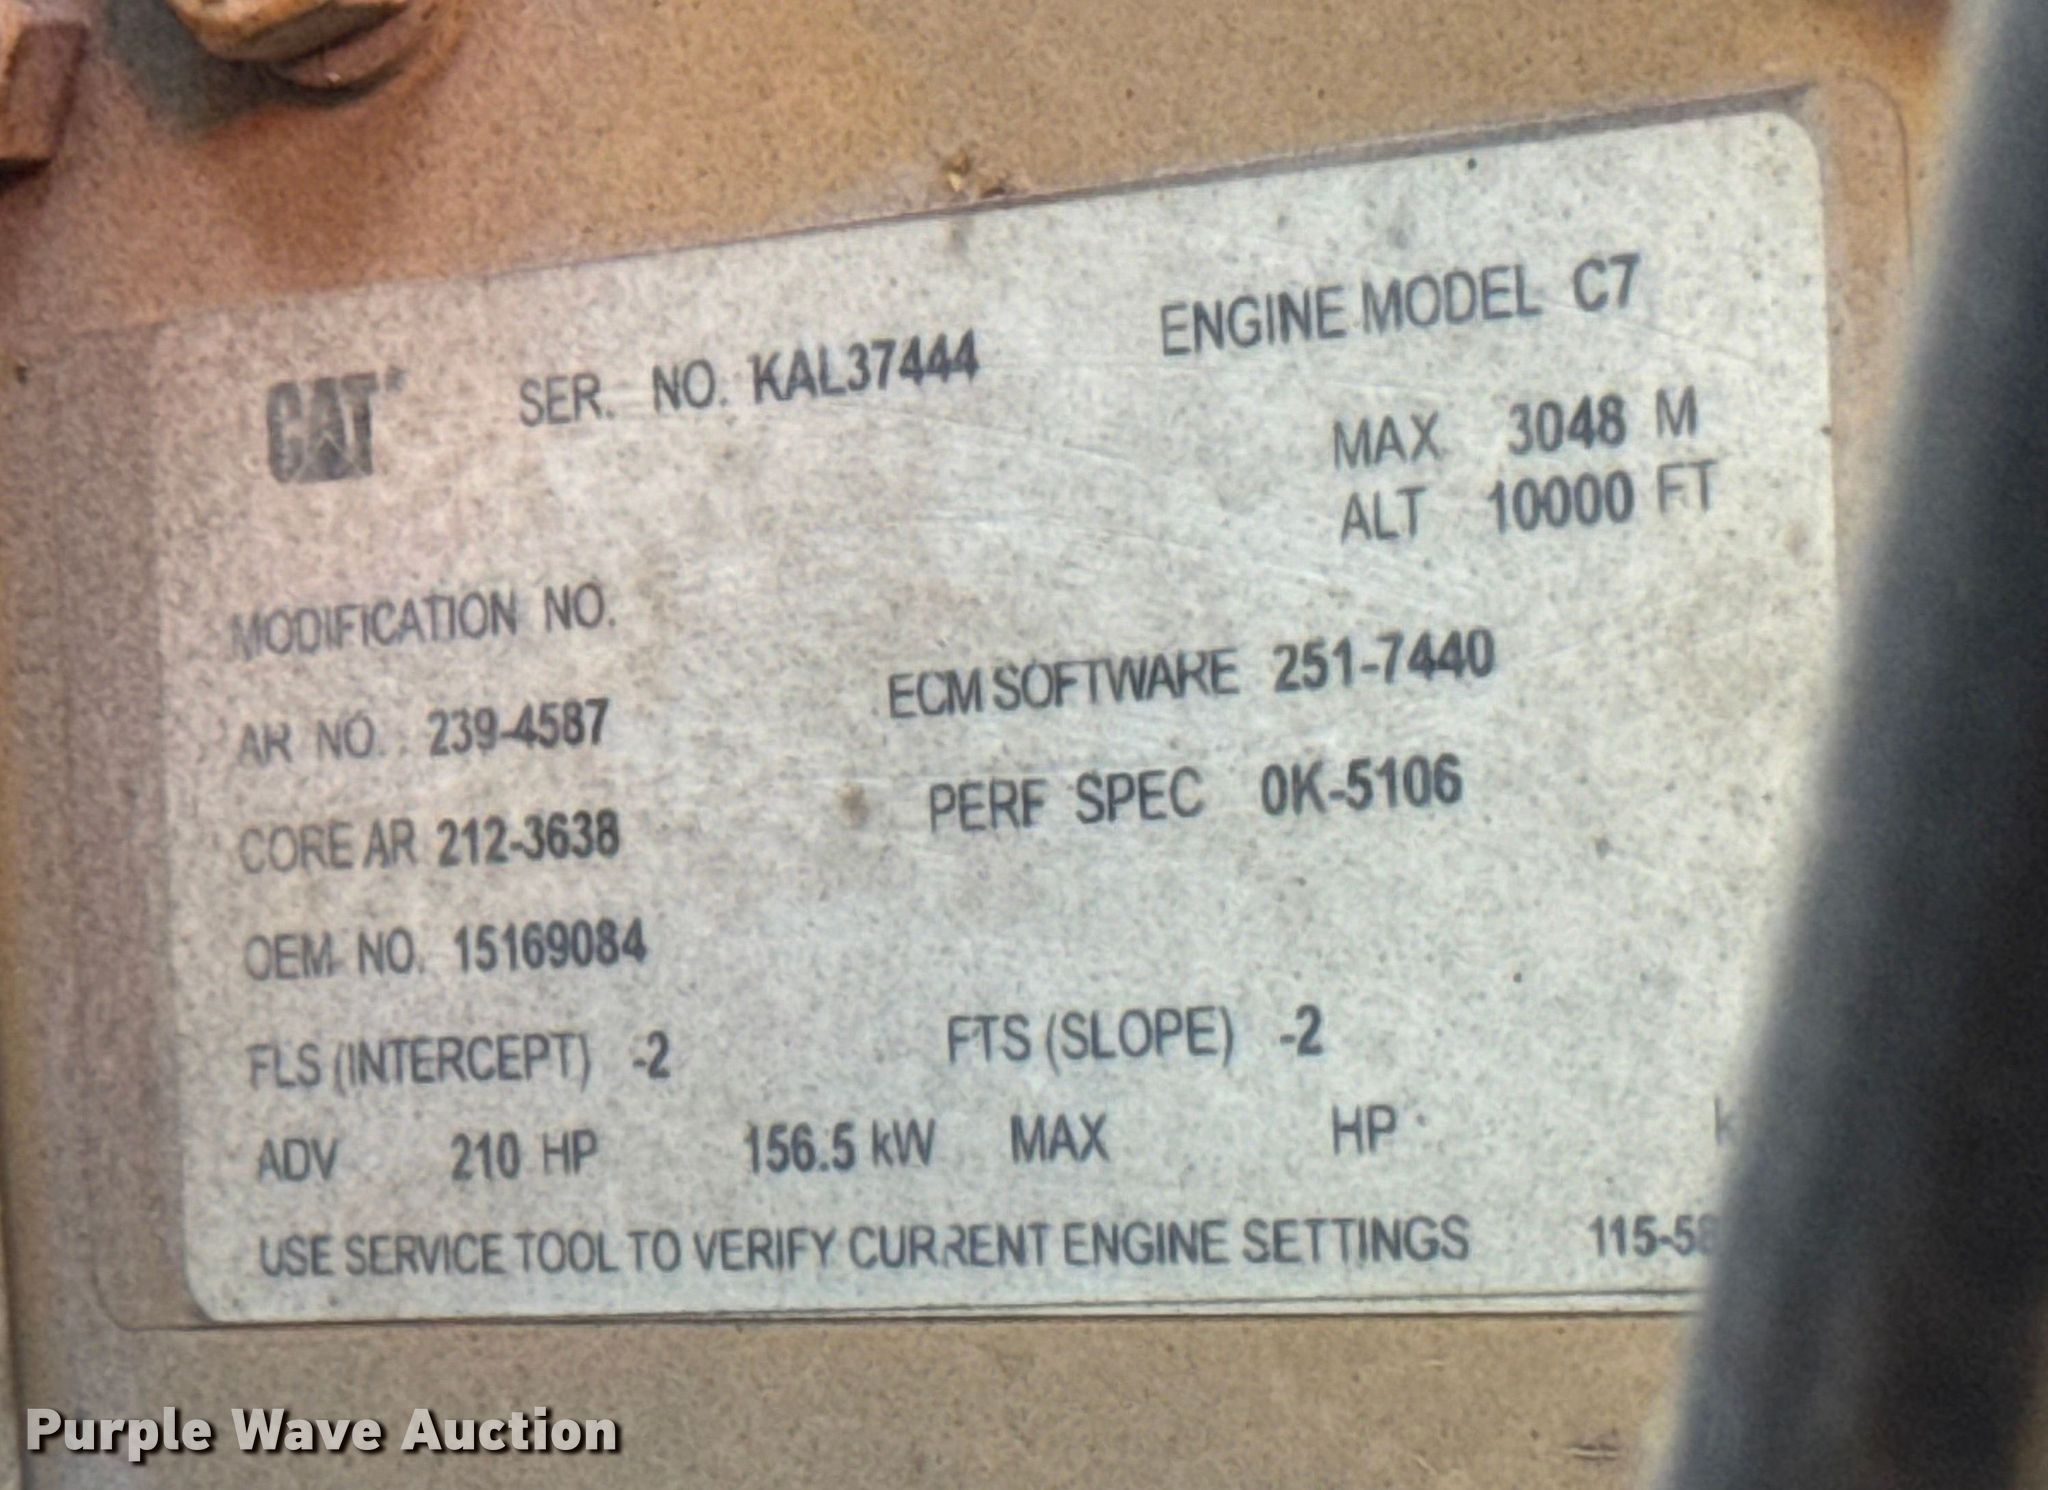 CAT SER. NO. KAL37444 ENGINE MODEL C7
MAX 3048 M
ALT 10000 FT
MODIFICATION NO.
ECM SOFTWARE 251-7440
AR NO. 239-4587
PERF SPEC 0K-5106
CORE AR 212-3638
OEM NO. 15169084
FLS (INTERCEPT) -2 FTS (SLOPE) -2
ADV 210 HP 156.5 kW MAX HP
USE SERVICE TOOL TO VERIFY CURRENT ENGINE SETTINGS
Purple Wave Auction